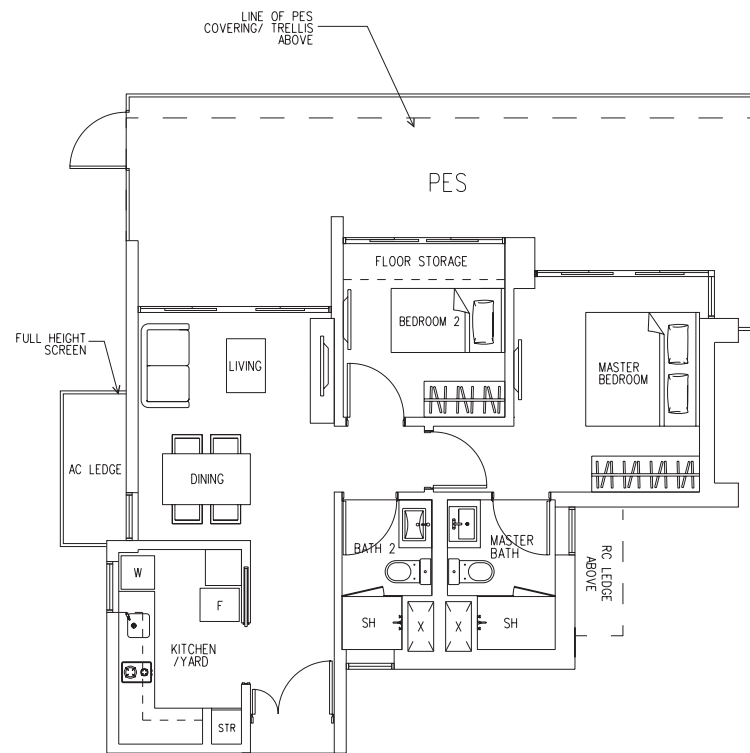 LINE OF PES
COVERING/ TRELLIS
ABOVE
PES
FLOOR STORAGE
BEDROOM 2
FULL HEIGHT
SCREEN
LIVING
MASTER
BEDROOM
AC LEDGE
DINING
BATH 2
MASTER
BATH
RC LEDGE
ABOVE
W
F
SH
X
X
SH
KITCHEN
/YARD
STR